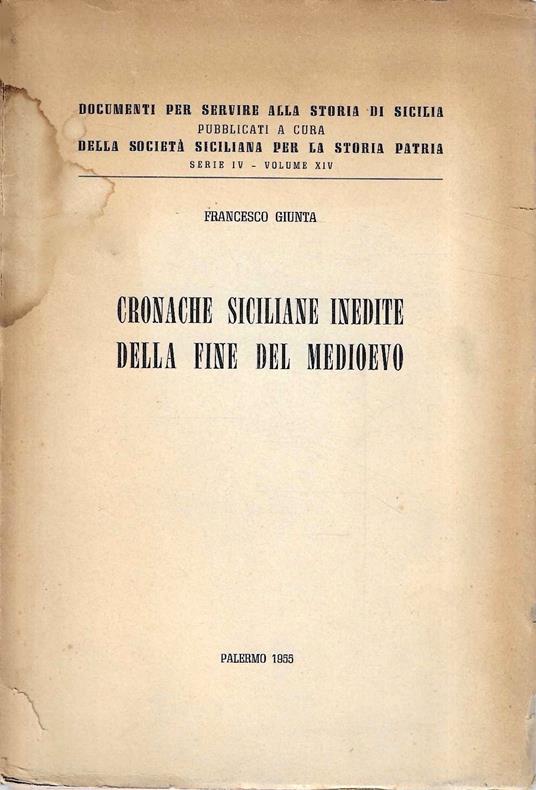 DOCUMENTI PER SERVIRE ALLA STORIA DI SICILIA
PUBBLICATI A CURA
DELLA SOCIETÀ SICILIANA PER LA STORIA PATRIA
SERIE IV - VOLUME XIV
FRANCESCO GIUNTA
CRONACHE SICILIANE INEDITE
DELLA FINE DEL MEDIOEVO
PALERMO 1955